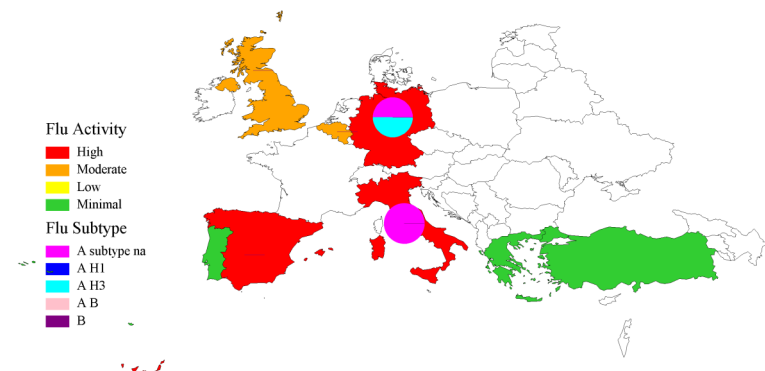 Flu Activity
High
Moderate
Low
Minimal
Flu Subtype
A subtype na
A H1
A H3
A B
B